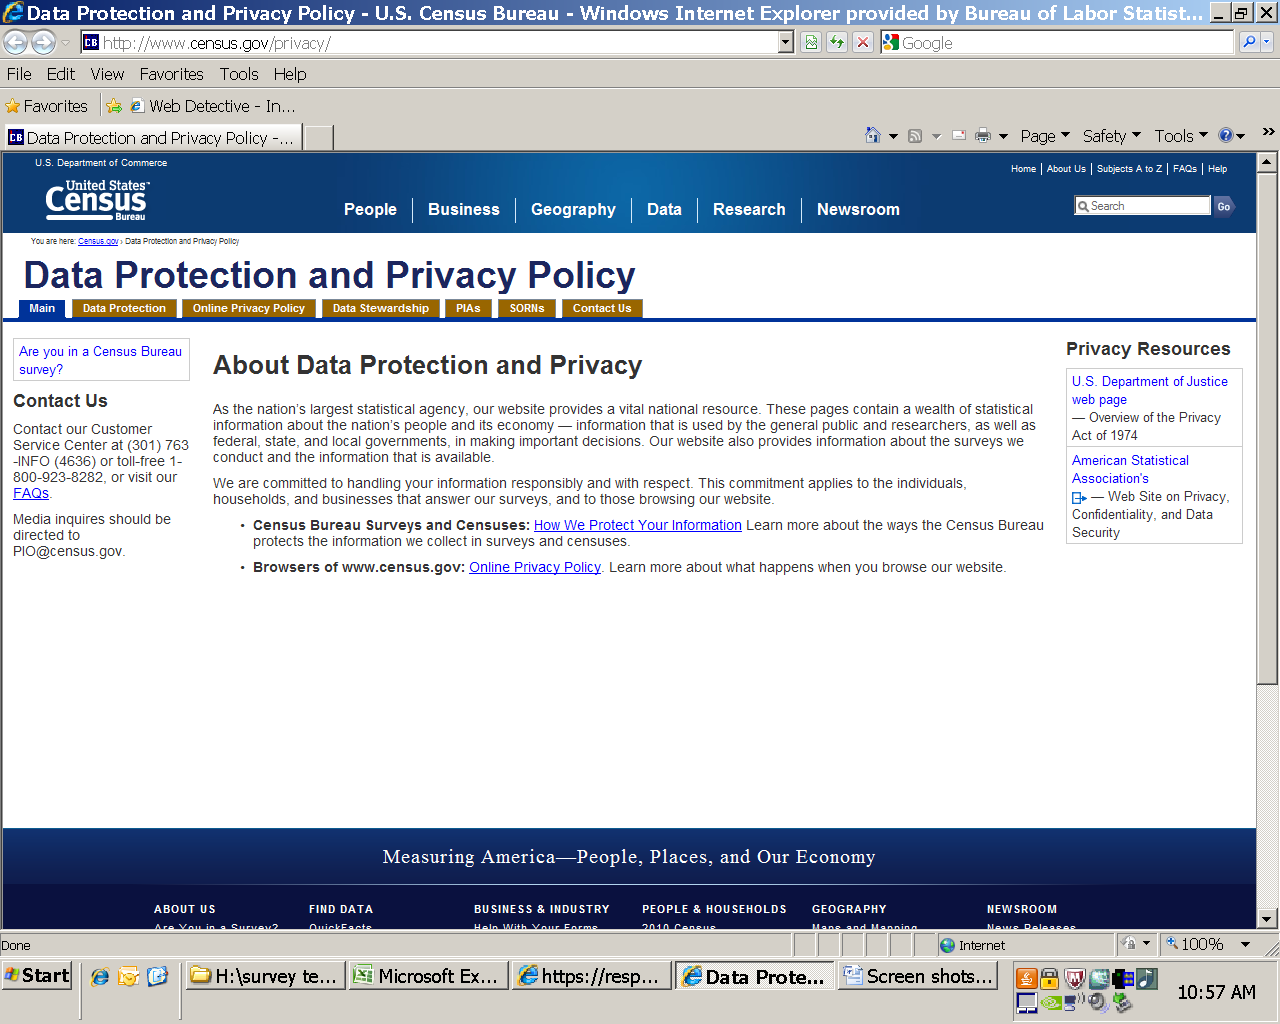 Data Protection and Privacy Policy - U.S. Census Bureau - Windows Internet Explorer provided by Bureau of Labor Statist...
http://www.census.gov/privacy/
Google
File Edit View Favorites Tools Help
Favorites Web Detective - In...
Data Protection and Privacy Policy -...
Page Safety Tools »
U.S. Department of Commerce
Home About Us Subjects A to Z FAQs Help
United States™
Census
Bureau
People Business Geography Data Research Newsroom
Search Go
You are here: Census.gov › Data Protection and Privacy Policy
Data Protection and Privacy Policy
Main Data Protection Online Privacy Policy Data Stewardship PIAs SORNs Contact Us
Are you in a Census Bureau
survey?
Contact Us
Contact our Customer
Service Center at (301) 763
-INFO (4636) or toll-free 1-
800-923-8282, or visit our
FAQs.
Media inquires should be
directed to
PIO@census.gov.
About Data Protection and Privacy
As the nation's largest statistical agency, our website provides a vital national resource. These pages contain a wealth of statistical
information about the nation's people and its economy — information that is used by the general public and researchers, as well as
federal, state, and local governments, in making important decisions. Our website also provides information about the surveys we
conduct and the information that is available.
We are committed to handling your information responsibly and with respect. This commitment applies to the individuals,
households, and businesses that answer our surveys, and to those browsing our website.
• Census Bureau Surveys and Censuses: How We Protect Your Information Learn more about the ways the Census Bureau
protects the information we collect in surveys and censuses.
• Browsers of www.census.gov: Online Privacy Policy. Learn more about what happens when you browse our website.
Privacy Resources
U.S. Department of Justice
web page
— Overview of the Privacy
Act of 1974
American Statistical
Association's
— Web Site on Privacy,
Confidentiality, and Data
Security
Measuring America—People, Places, and Our Economy
ABOUT US FIND DATA BUSINESS & INDUSTRY PEOPLE & HOUSEHOLDS GEOGRAPHY NEWSROOM
Are You in a Survey? QuickFacts Help With Your Forms 2010 Census Maps and Mapping News Releases
Done Internet 100%
Start H:\survey te... Microsoft Ex... https://resp... Data Prote... Screen shots... 10:57 AM